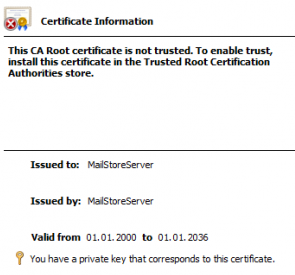 Certificate Information
This CA Root certificate is not trusted. To enable trust,
install this certificate in the Trusted Root Certification
Authorities store.
Issued to: MailStoreServer
Issued by: MailStoreServer
Valid from 01.01.2000 to 01.01.2036
You have a private key that corresponds to this certificate.